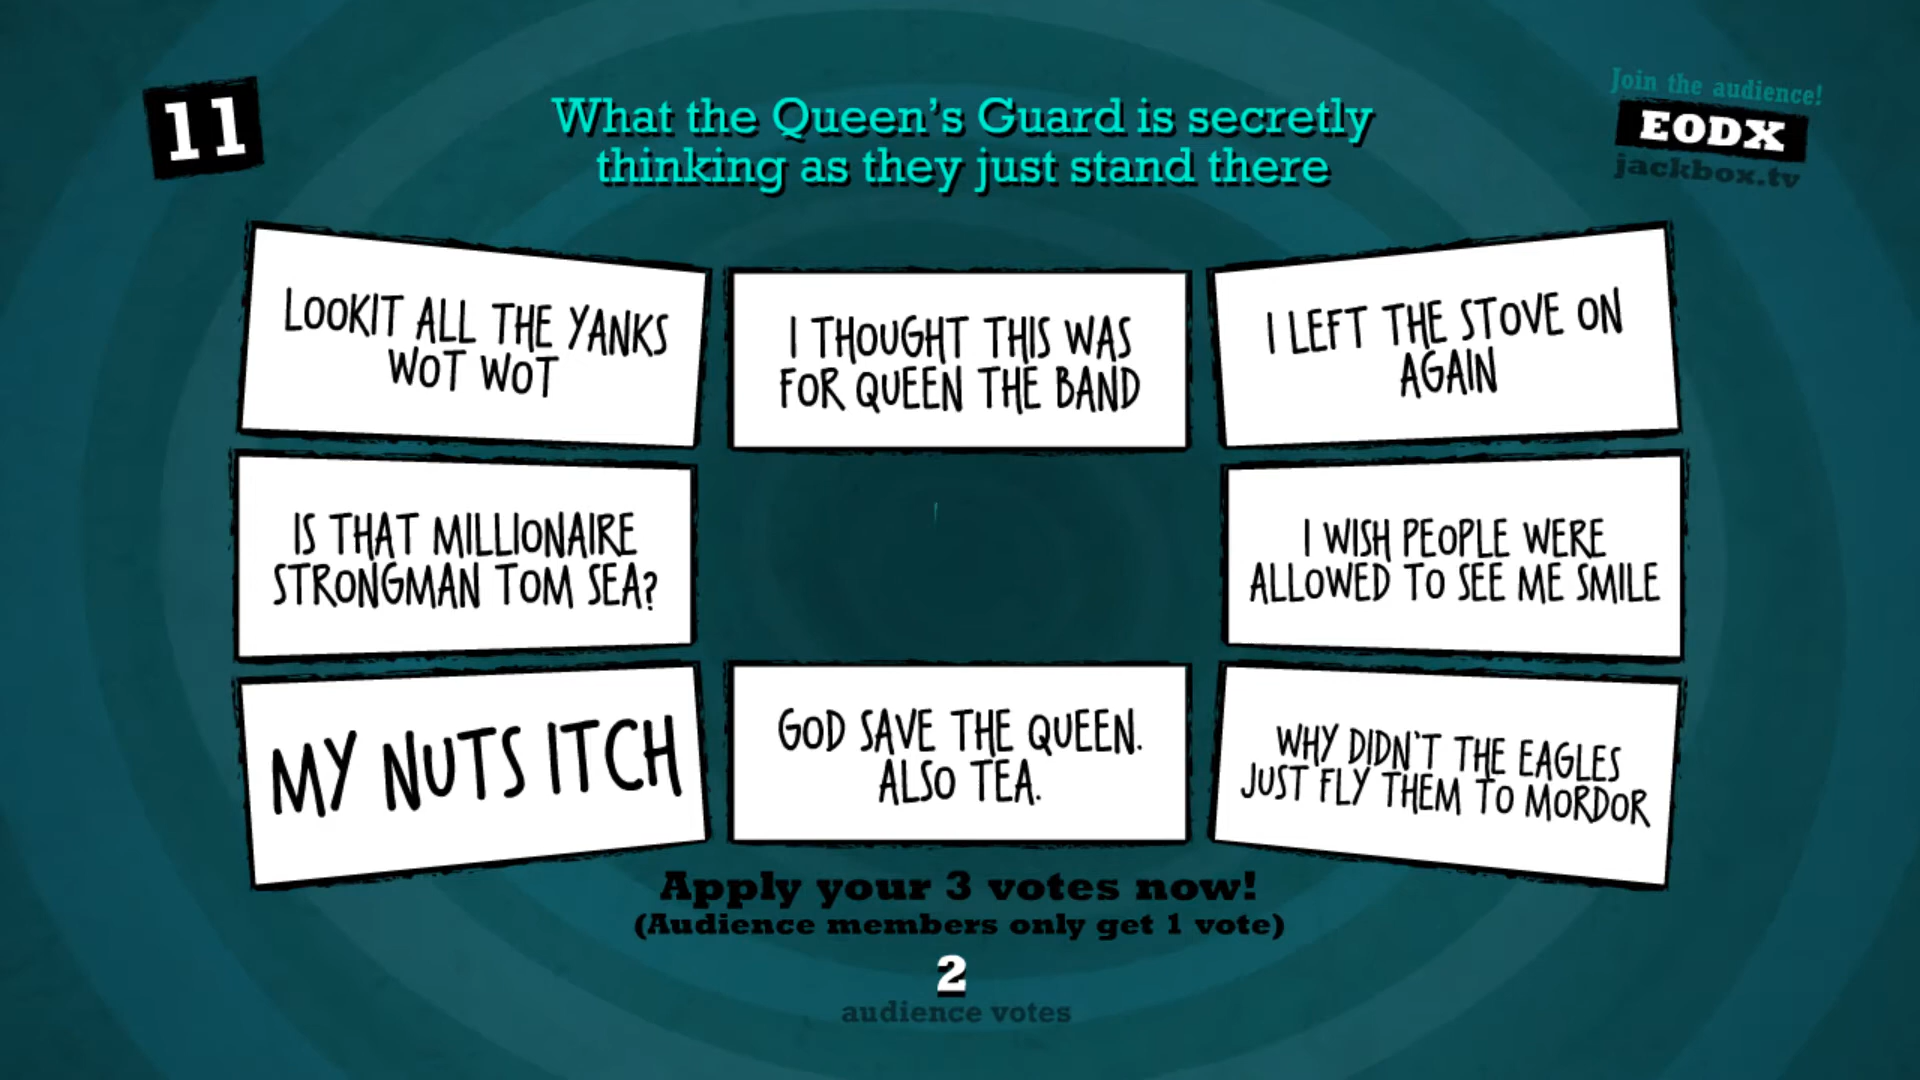 11
What the Queen's Guard is secretly
thinking as they just stand there
Join the audience!
EODX
jackbox.tv
LOOKIT ALL THE YANKS
WOT WOT
I THOUGHT THIS WAS
FOR QUEEN THE BAND
I LEFT THE STOVE ON
AGAIN
IS THAT MILLIONAIRE
STRONGMAN TOM SEA?
I WISH PEOPLE WERE
ALLOWED TO SEE ME SMILE
MY NUTS ITCH
GOD SAVE THE QUEEN.
ALSO TEA.
WHY DIDN'T THE EAGLES
JUST FLY THEM TO MORDOR
Apply your 3 votes now!
(Audience members only get 1 vote)
2
audience votes